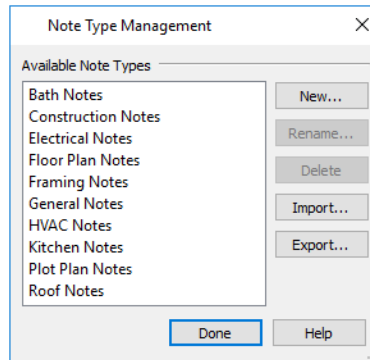 Note Type Management
Available Note Types
Bath Notes
Construction Notes
Electrical Notes
Floor Plan Notes
Framing Notes
General Notes
HVAC Notes
Kitchen Notes
Plot Plan Notes
Roof Notes
New...
Rename...
Delete
Import...
Export...
Done
Help